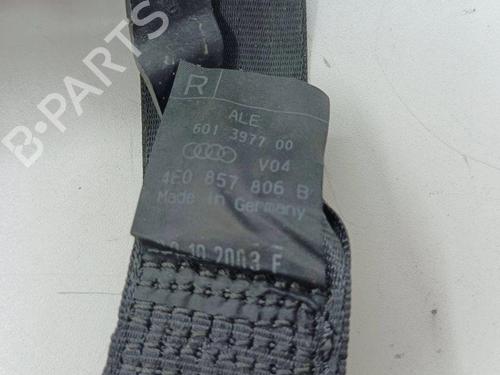 R
ALE
601 3977 00
V04
4E0 857 806 B
Made in Germany
10.2003 F
B-PARTS